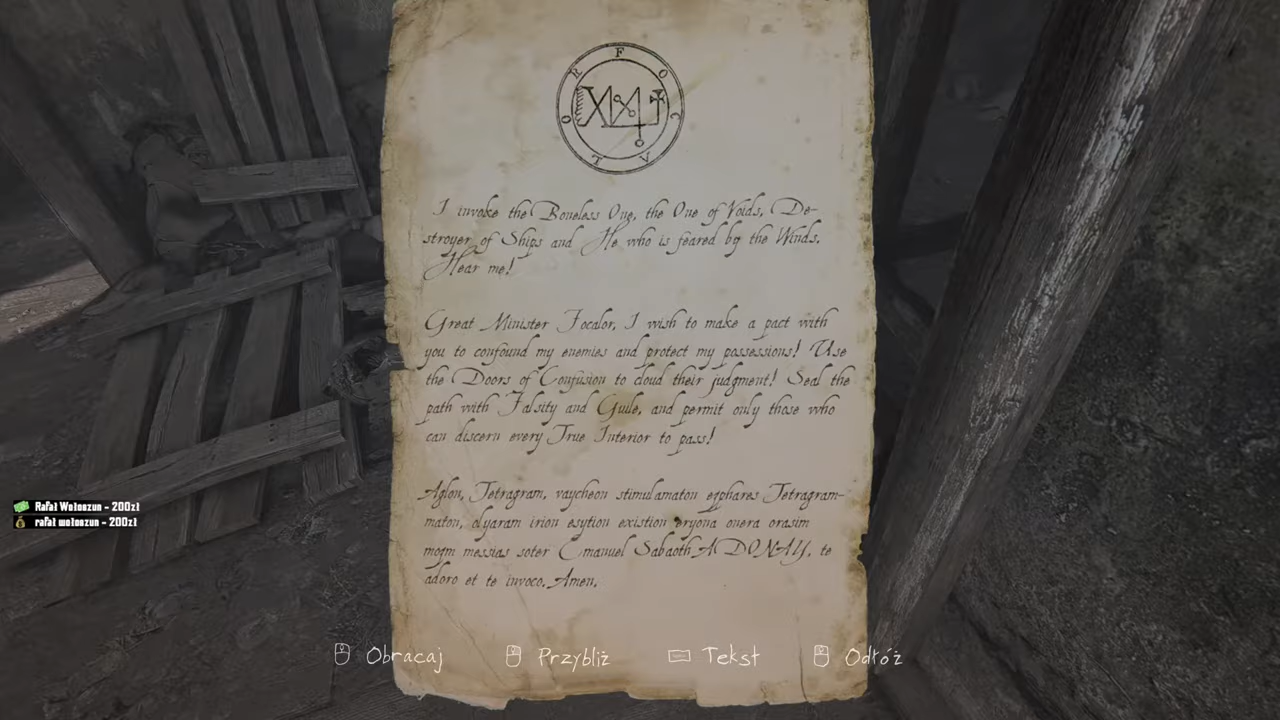 F O C A L O R
I invoke the Boneless One, the One of Voids, De-
stroyer of Ships and He who is feared by the Winds.
Hear me!
Great Minister Focalor, I wish to make a pact with
you to confound my enemies and protect my possessions! Use
the Doors of Confusion to cloud their judgment! Seal the
path with Falsity and Guile, and permit only those who
can discern every True Interior to pass!
Aglon, Tetragram, vaycheon stimulamaton ezphares Tetragram-
maton, olyaram irion esytion existion eryona onera orasim
mozm messias soter Emanuel Sabaoth ADONAY, te
adoro et te invoco. Amen.
Rafał Wołoszun - 200zł
rafał wołoszun - 200zł
Obracaj Przybliż Tekst Odłóż